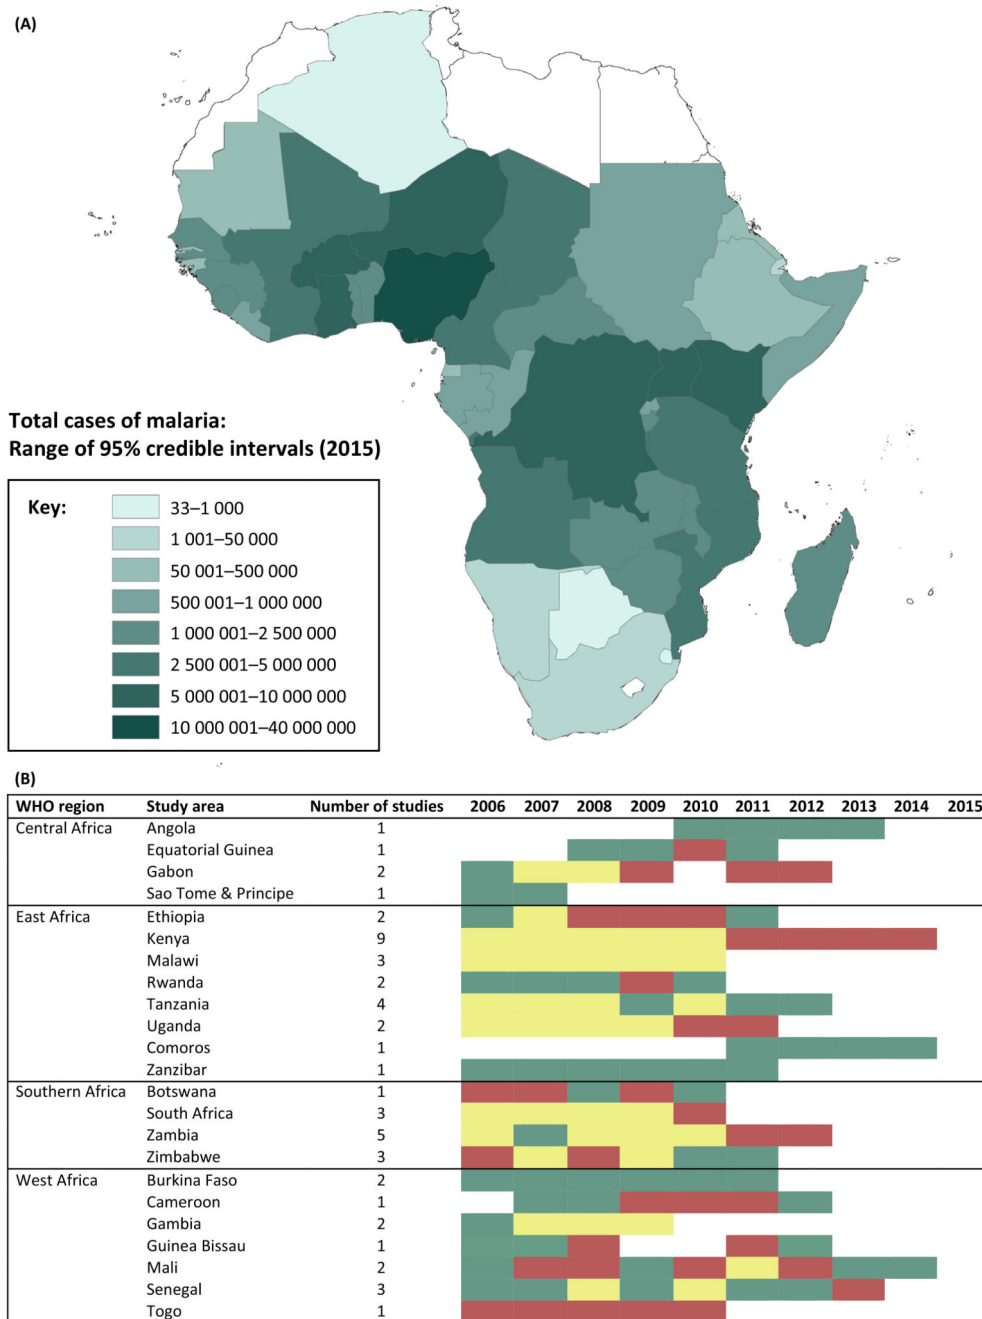 (A)
Total cases of malaria:
Range of 95% credible intervals (2015)
Key:
33–1 000
1 001–50 000
50 001–500 000
500 001–1 000 000
1 000 001–2 500 000
2 500 001–5 000 000
5 000 001–10 000 000
10 000 001–40 000 000
(B)
WHO region Study area Number of studies 2006 2007 2008 2009 2010 2011 2012 2013 2014 2015
Central Africa Angola 1
Equatorial Guinea 1
Gabon 2
Sao Tome & Principe 1
East Africa Ethiopia 2
Kenya 9
Malawi 3
Rwanda 2
Tanzania 4
Uganda 2
Comoros 1
Zanzibar 1
Southern Africa Botswana 1
South Africa 3
Zambia 5
Zimbabwe 3
West Africa Burkina Faso 2
Cameroon 1
Gambia 2
Guinea Bissau 1
Mali 2
Senegal 3
Togo 1